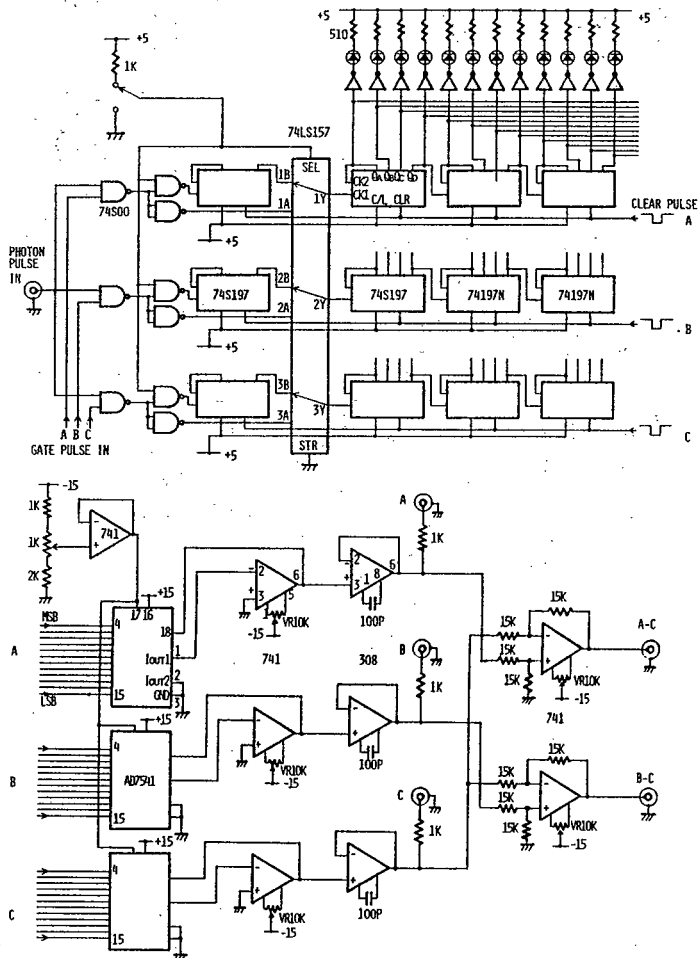 +5
1K
+5
+5
510
74LS157
SEL
1B
1A
1Y
CK2
CK1
QA QB QC QD
C/L CLR
74S00
+5
CLEAR PULSE
A
PHOTON
PULSE
IN
2B
74S197
2A
2Y
74S197
74197N
74197N
+5
B
3B
3A
3Y
A B C
GATE PULSE IN
+5
STR
C
-15
1K
1K
2K
741
+15
17 16
MSB
4
18
A
Iout1
1
Iout2
2
GND
3
LSB
15
2
3
6
1
5
VR10K
-15
741
2
3
1 8
6
100P
308
A
1K
15K
15K
15K
15K
VR10K
-15
741
A-C
+15
4
AD7541
B
15
VR10K
-15
100P
B
1K
15K
15K
15K
15K
VR10K
-15
B-C
+15
4
C
15
VR10K
-15
100P
C
1K